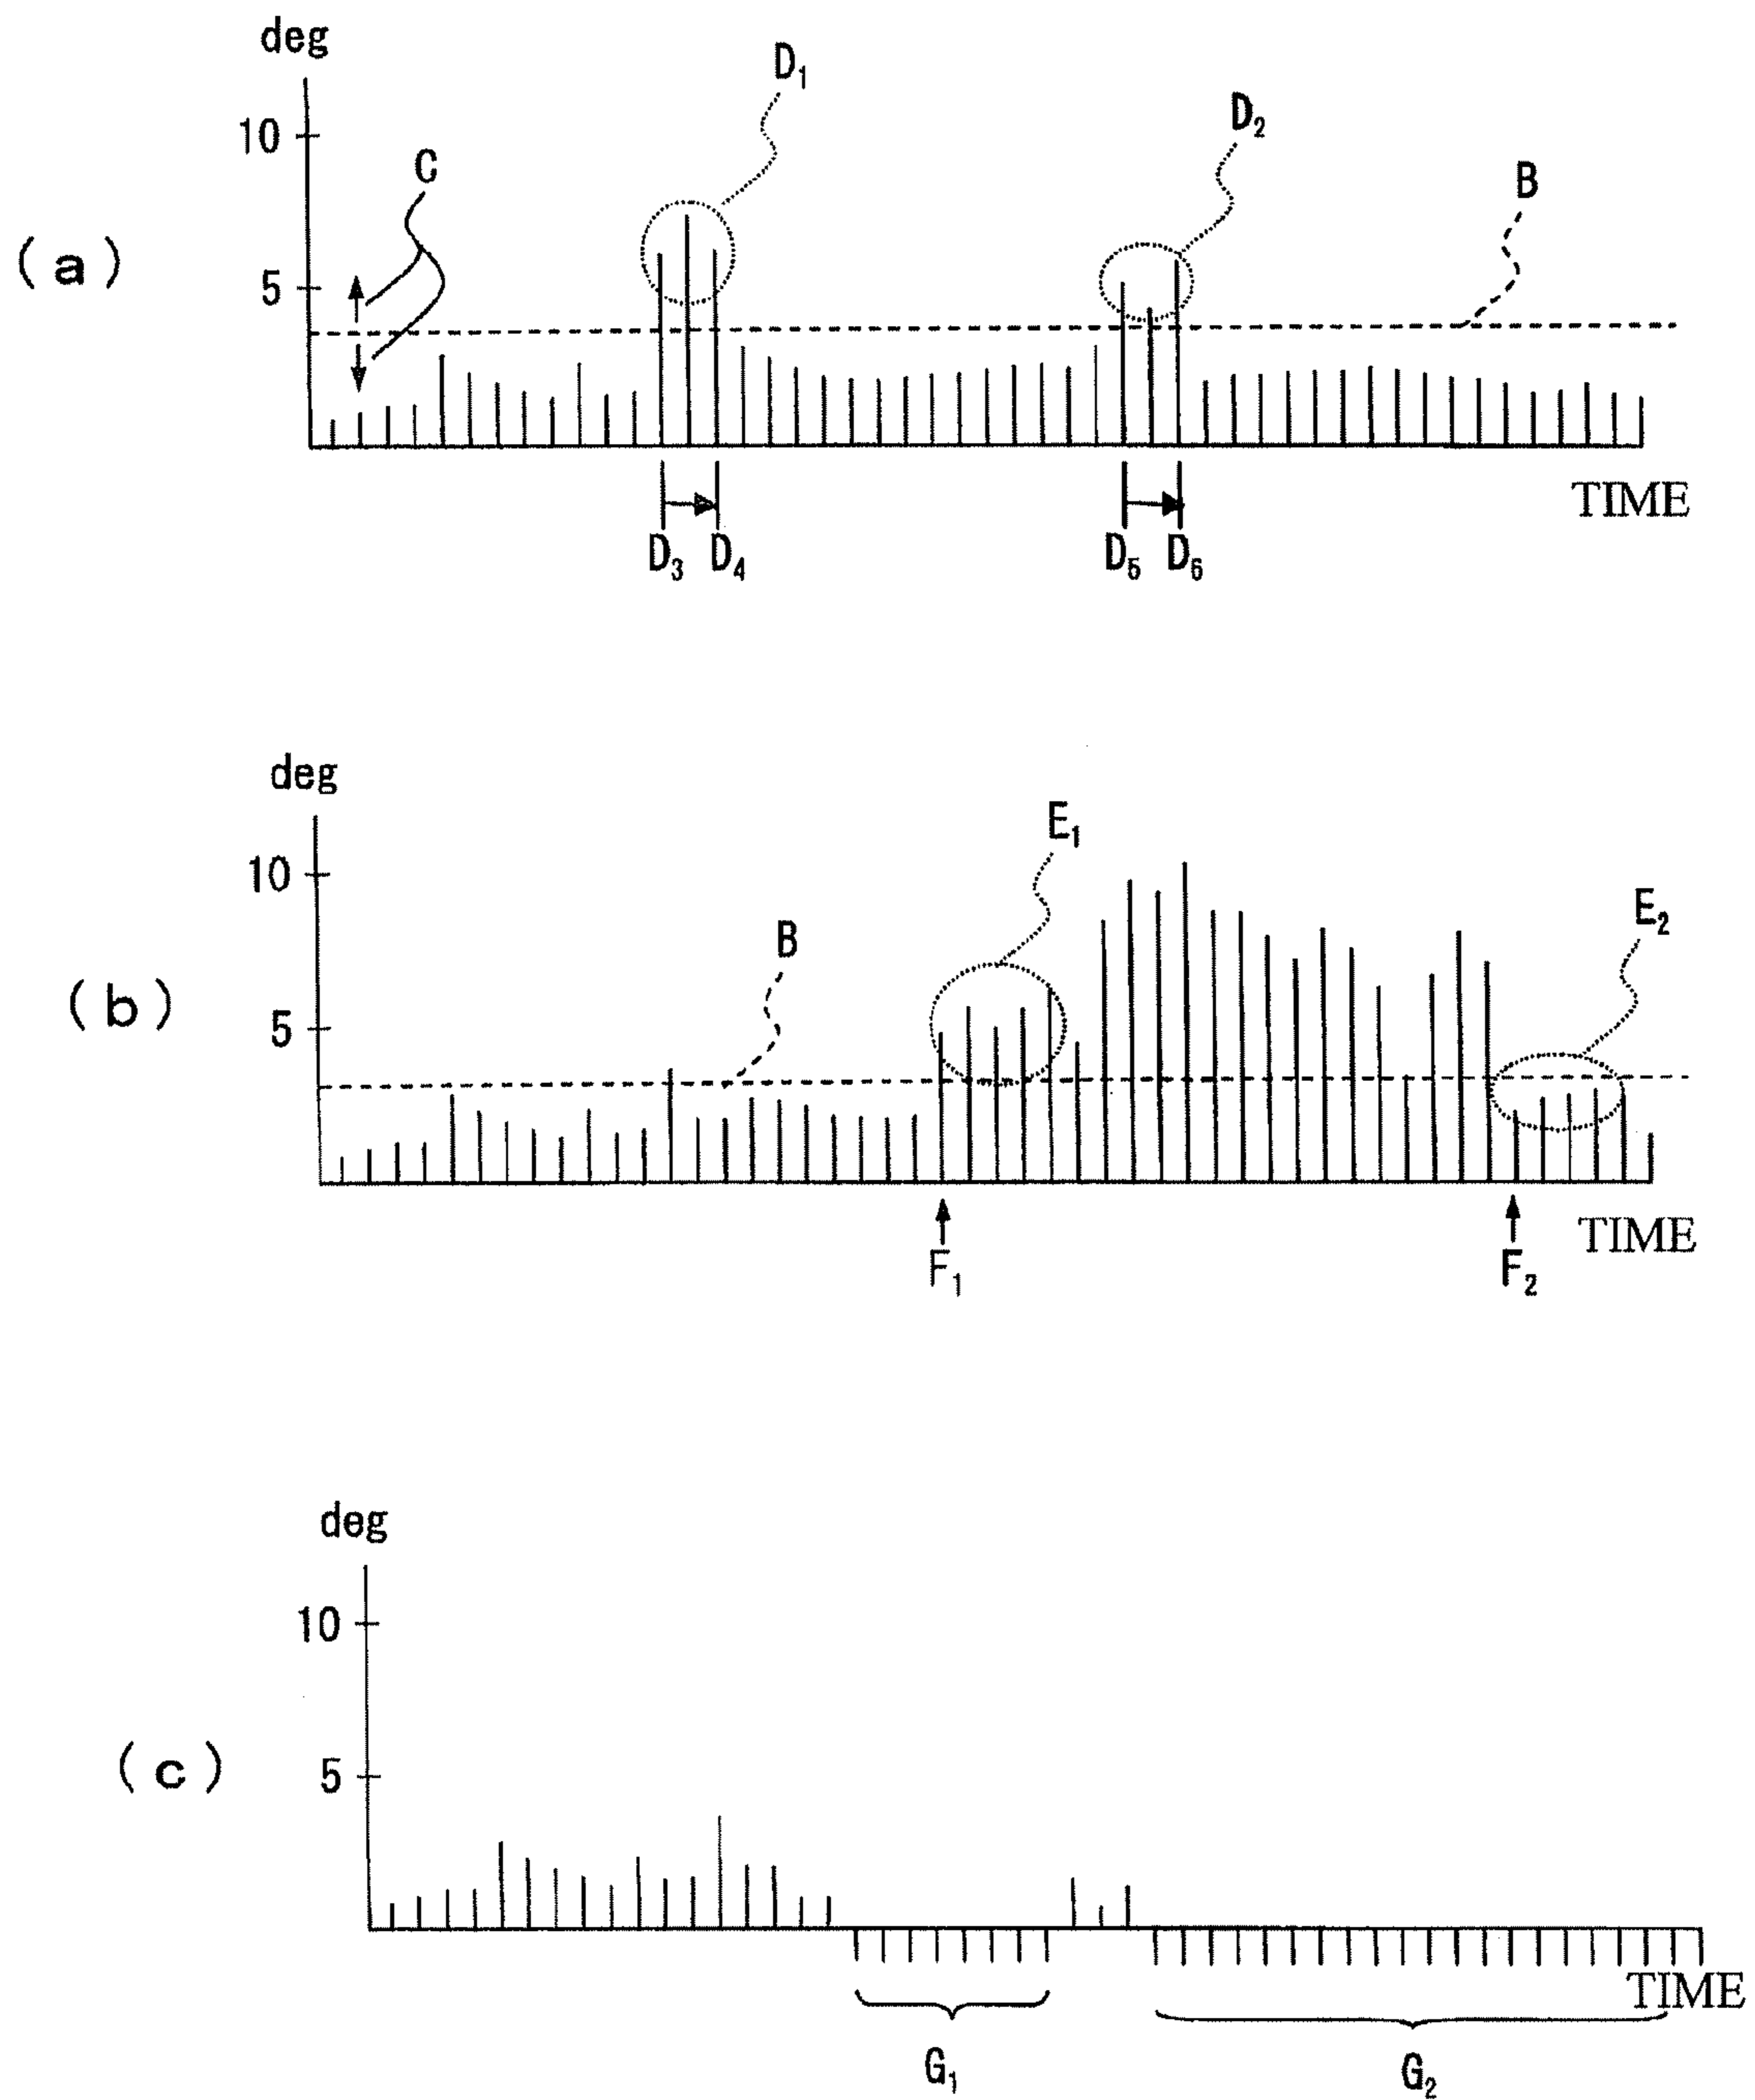 deg
D₁
D₂
10
C
B
(a)
5
TIME
D₃ D₄
D₅ D₆
deg
E₁
10
E₂
B
(b)
5
TIME
F₁
F₂
deg
10
(c)
5
TIME
G₁
G₂